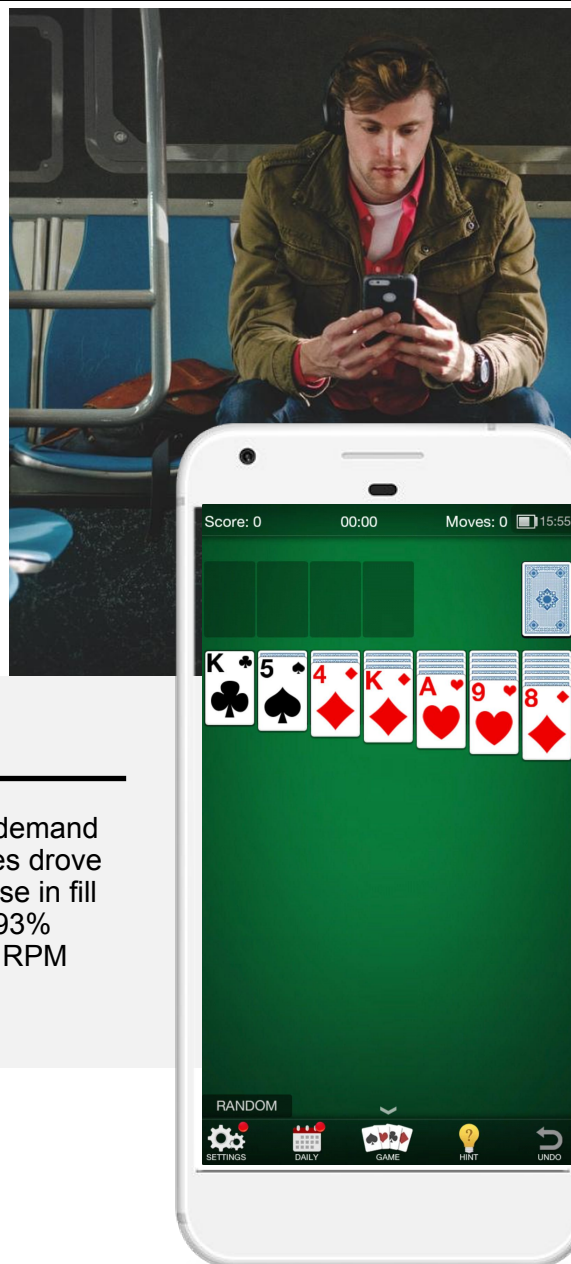 Score: 0 00:00 Moves: 0 15:55
K 5 4 K A 9 8
demand
es drove
se in fill
93%
RPM
RANDOM
SETTINGS DAILY GAME HINT UNDO